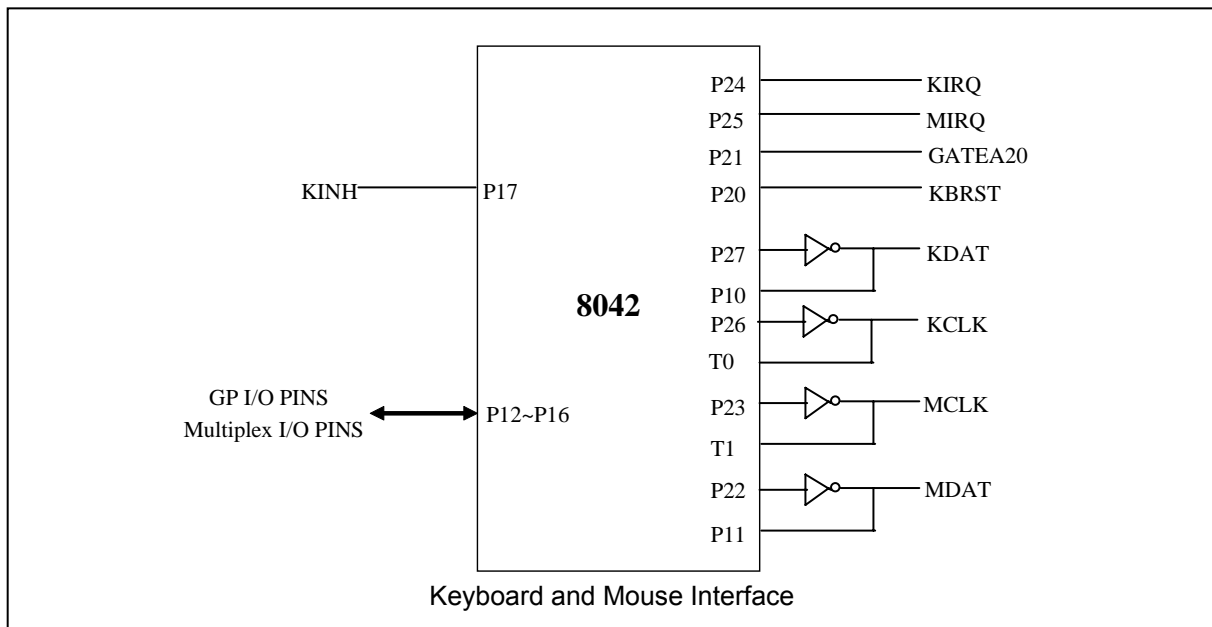 P24 KIRQ
P25 MIRQ
P21 GATEA20
KINH P17 P20 KBRST
P27 KDAT
P10
8042
P26 KCLK
T0
GP I/O PINS
Multiplex I/O PINS
P12~P16
P23 MCLK
T1
P22 MDAT
P11
Keyboard and Mouse Interface